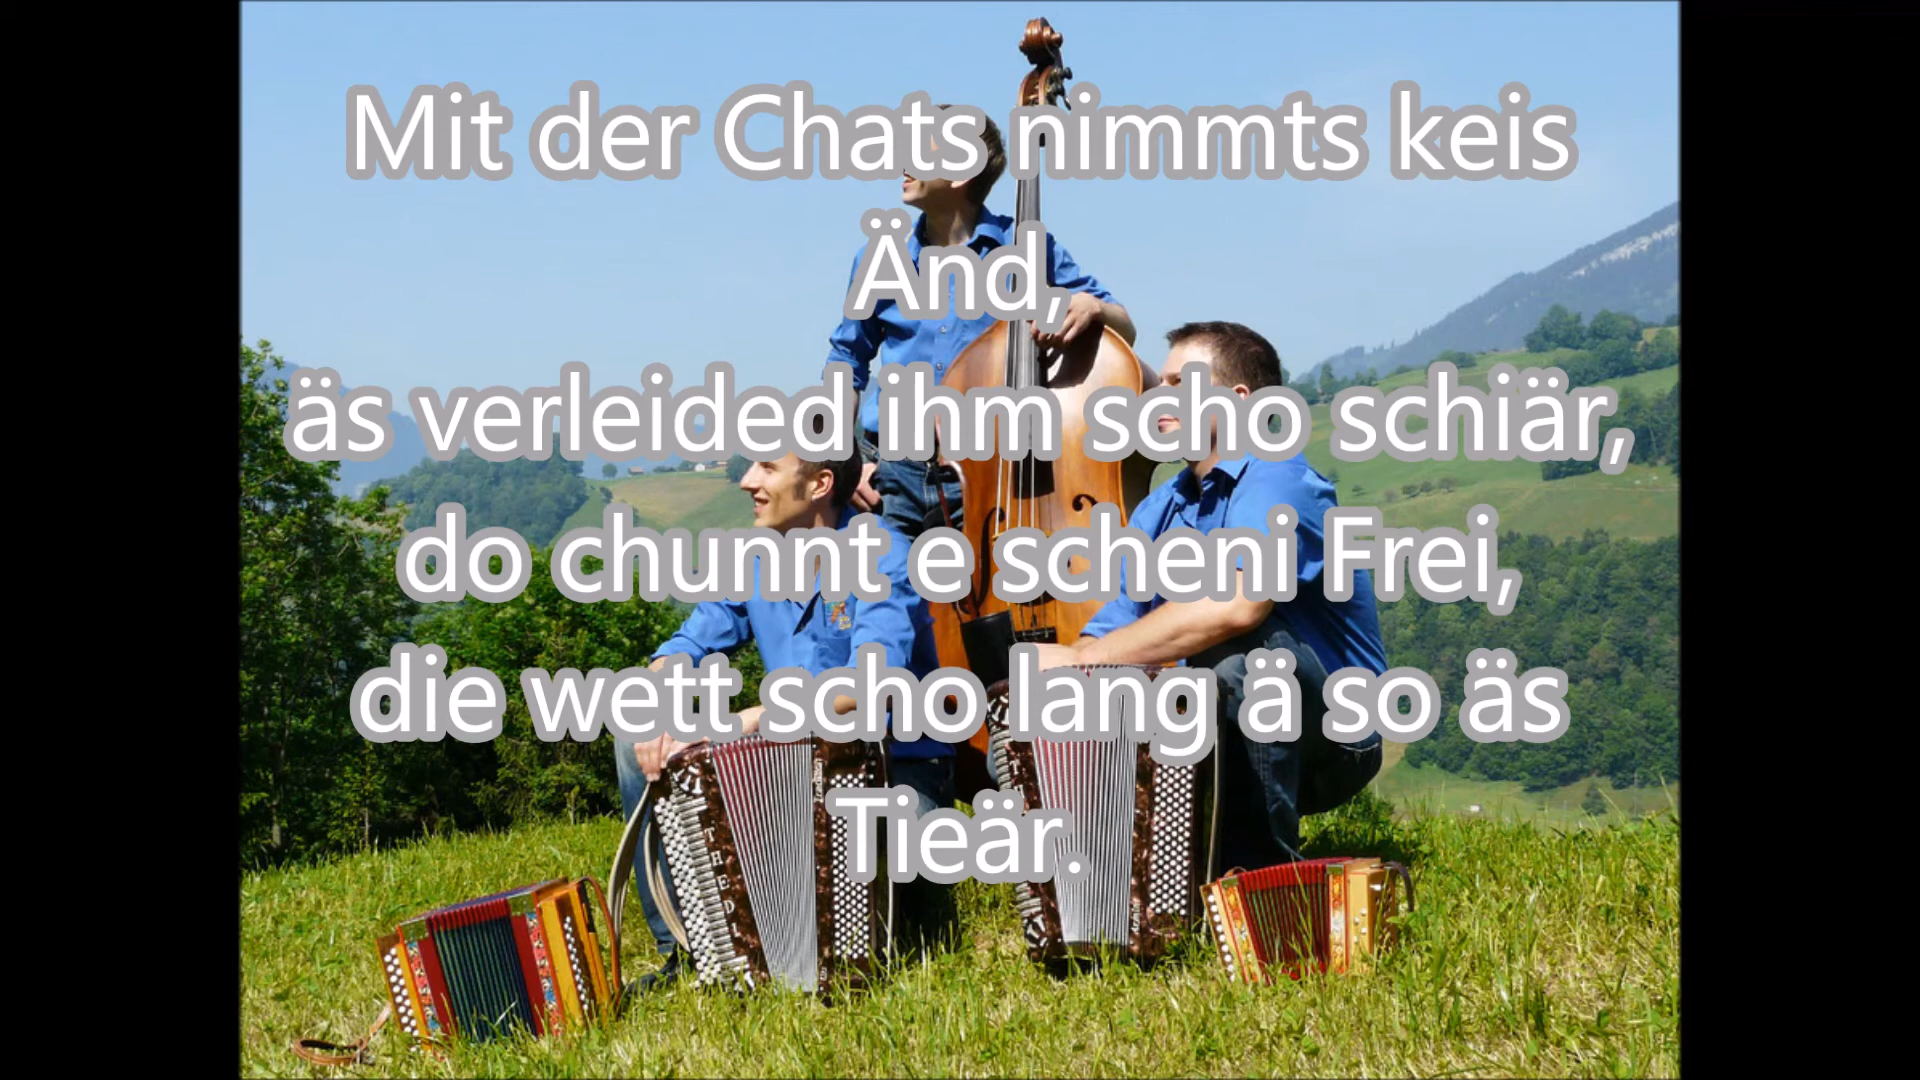 Mit der Chats nimmts keis
Änd,
äs verleided ihm scho schiär,
do chunnt e scheni Frei,
die wett scho lang ä so äs
Tieär.